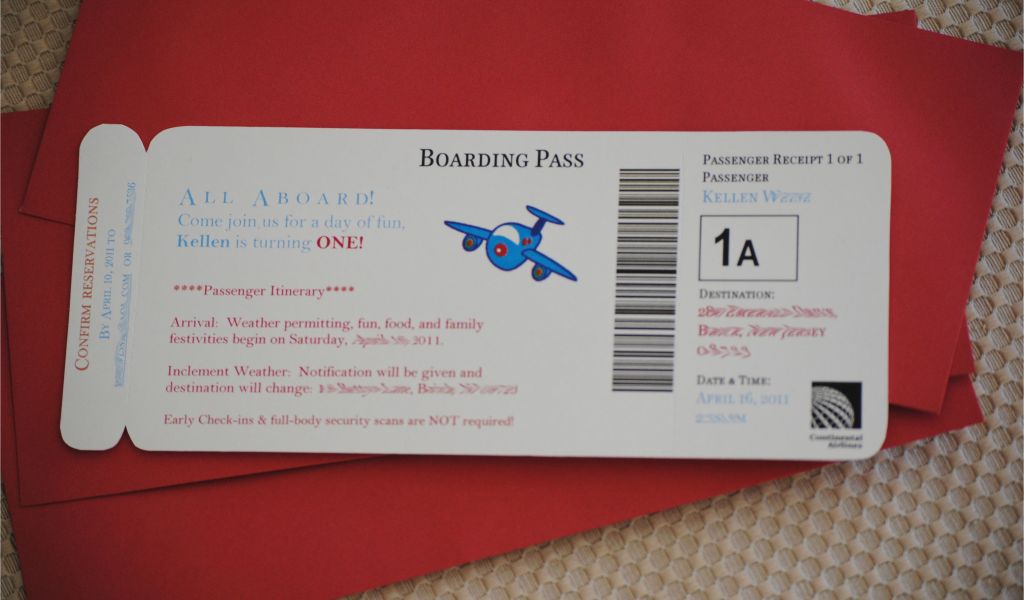 CONFIRM RESERVATIONS
BY APRIL 10, 2011 TO
OR
BOARDING PASS
ALL ABOARD!
Come join us for a day of fun,
Kellen is turning ONE!
****Passenger Itinerary****
Arrival: Weather permitting, fun, food, and family
festivities begin on Saturday, 2011.
Inclement Weather: Notification will be given and
destination will change:
Early Check-ins & full-body security scans are NOT required!
PASSENGER RECEIPT 1 OF 1
PASSENGER
KELLEN
1A
DESTINATION:
NEW JERSEY
DATE & TIME:
APRIL 16, 2011
Continental
Airlines